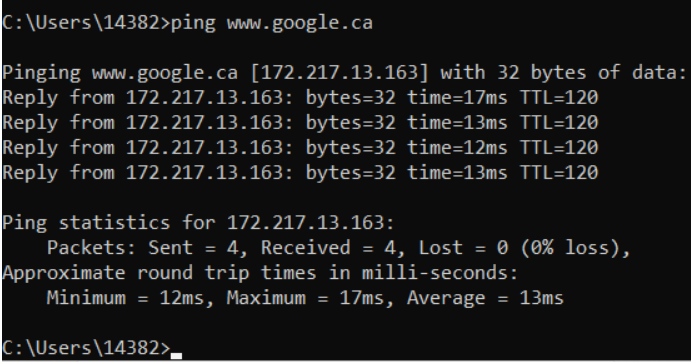 C:\Users\14382>ping www.google.ca
Pinging www.google.ca [172.217.13.163] with 32 bytes of data:
Reply from 172.217.13.163: bytes=32 time=17ms TTL=120
Reply from 172.217.13.163: bytes=32 time=13ms TTL=120
Reply from 172.217.13.163: bytes=32 time=12ms TTL=120
Reply from 172.217.13.163: bytes=32 time=13ms TTL=120
Ping statistics for 172.217.13.163:
    Packets: Sent = 4, Received = 4, Lost = 0 (0% loss),
Approximate round trip times in milli-seconds:
    Minimum = 12ms, Maximum = 17ms, Average = 13ms
C:\Users\14382>